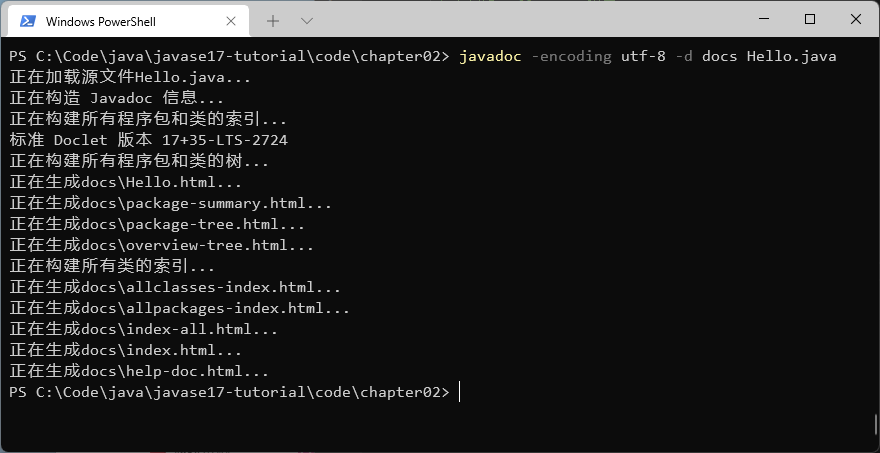 Windows PowerShell
PS C:\Code\java\javase17-tutorial\code\chapter02> javadoc -encoding utf-8 -d docs Hello.java
正在加载源文件Hello.java...
正在构造 Javadoc 信息...
正在构建所有程序包和类的索引...
标准 Doclet 版本 17+35-LTS-2724
正在构建所有程序包和类的树...
正在生成docs\Hello.html...
正在生成docs\package-summary.html...
正在生成docs\package-tree.html...
正在生成docs\overview-tree.html...
正在构建所有类的索引...
正在生成docs\allclasses-index.html...
正在生成docs\allpackages-index.html...
正在生成docs\index-all.html...
正在生成docs\index.html...
正在生成docs\help-doc.html...
PS C:\Code\java\javase17-tutorial\code\chapter02>